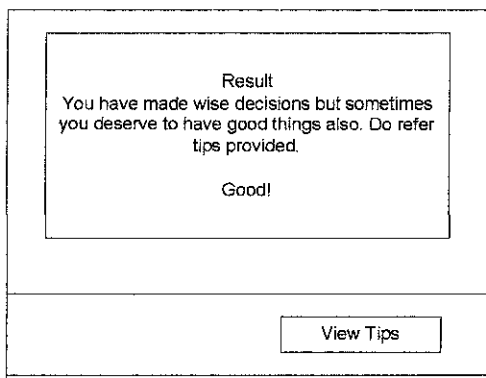 Result
You have made wise decisions but sometimes
you deserve to have good things also. Do refer
tips provided.
Good!
View Tips